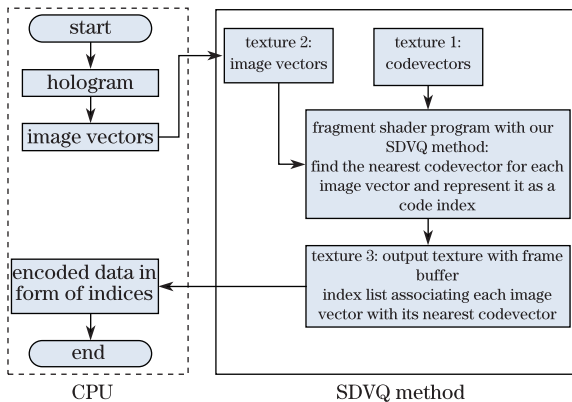 start
hologram
image vectors
encoded data in
form of indices
end
CPU
texture 2:
image vectors
texture 1:
codevectors
fragment shader program with our
SDVQ method:
find the nearest codevector for each
image vector and represent it as a
code index
texture 3: output texture with frame
buffer
index list associating each image
vector with its nearest codevector
SDVQ method